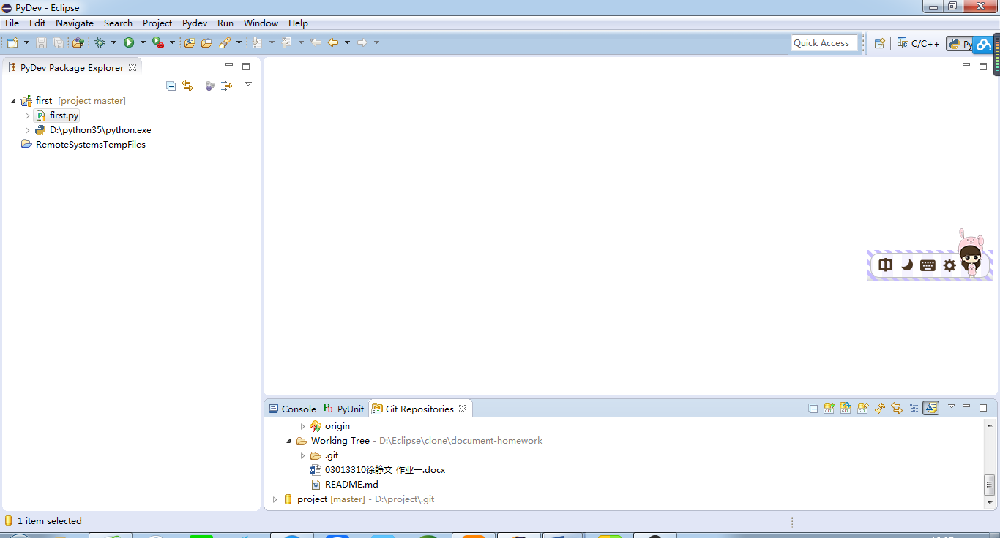 PyDev - Eclipse
File Edit Navigate Search Project Pydev Run Window Help
Quick Access
C/C++
Py
PyDev Package Explorer
first [project master]
first.py
D:\python35\python.exe
RemoteSystemsTempFiles
Console PyUnit Git Repositories
origin
Working Tree - D:\Eclipse\clone\document-homework
.git
03013310徐静文_作业一.docx
README.md
project [master] - D:\project\.git
1 item selected